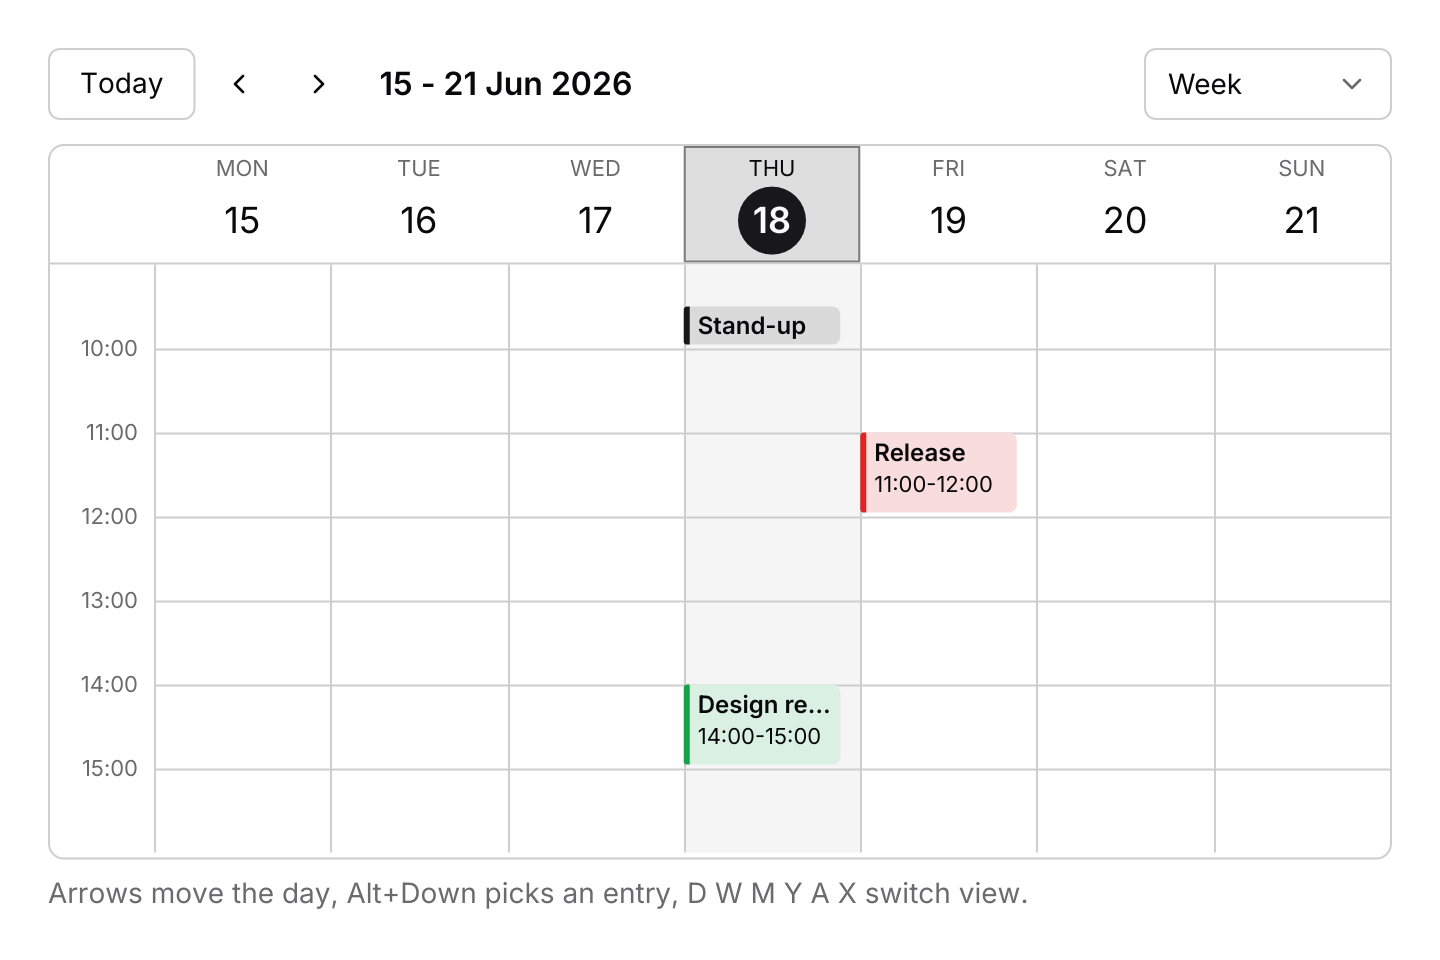 Today
15 - 21 Jun 2026
Week
MON TUE WED THU FRI SAT SUN
15 16 17 18 19 20 21
Stand-up
10:00
11:00
Release
11:00-12:00
12:00
13:00
14:00
Design re...
14:00-15:00
15:00
Arrows move the day, Alt+Down picks an entry, D W M Y A X switch view.